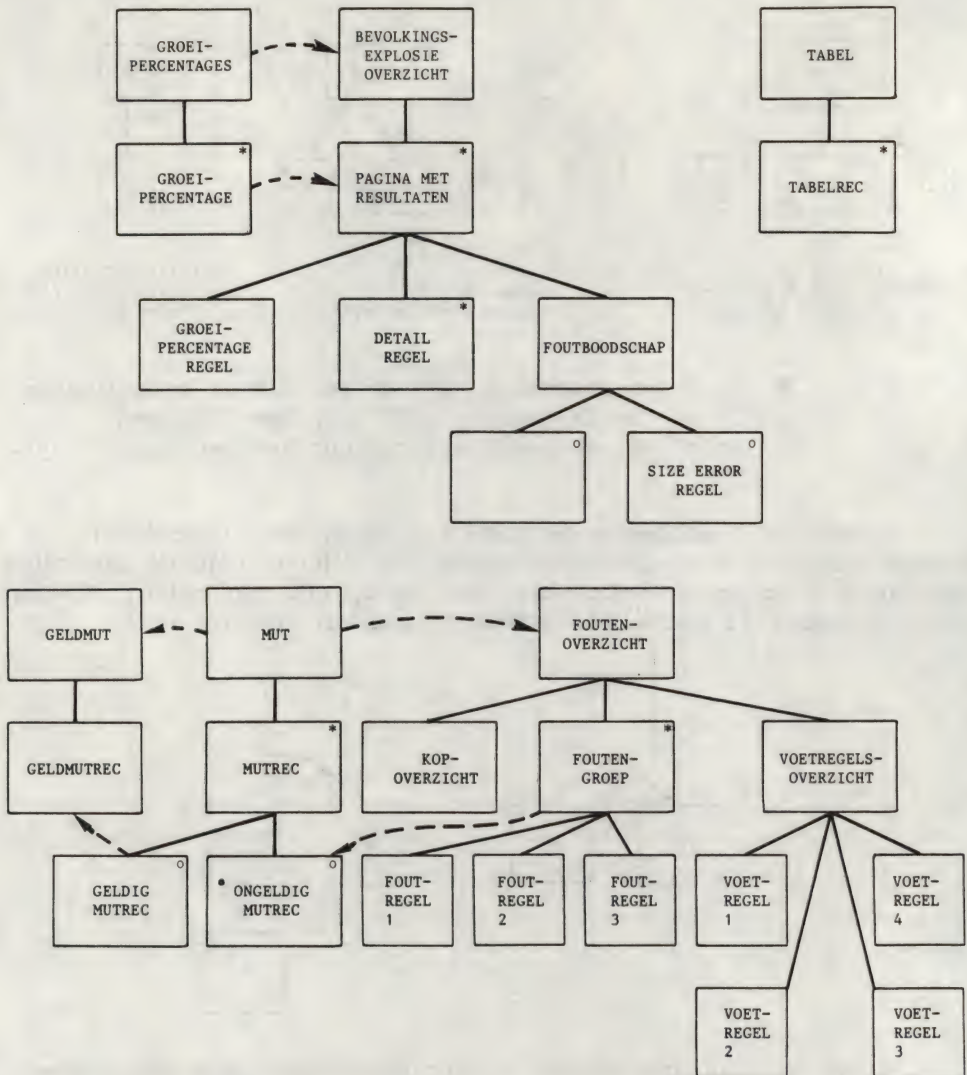 GROEI-
PERCENTAGES
BEVOLKINGS-
EXPLOSIE
OVERZICHT
TABEL
*
GROEI-
PERCENTAGE
*
PAGINA MET
RESULTATEN
*
TABELREC
GROEI-
PERCENTAGE
REGEL
*
DETAIL
REGEL
FOUTBOODSCHAP
o
o
SIZE ERROR
REGEL
GELDMUT
MUT
FOUTEN-
OVERZICHT
GELDMUTREC
*
MUTREC
KOP-
OVERZICHT
*
FOUTEN-
GROEP
VOETREGELS-
OVERZICHT
o
GELDIG
MUTREC
o
ONGELDIG
MUTREC
FOUT-
REGEL
1
FOUT-
REGEL
2
FOUT-
REGEL
3
VOET-
REGEL
1
VOET-
REGEL
4
VOET-
REGEL
2
VOET-
REGEL
3